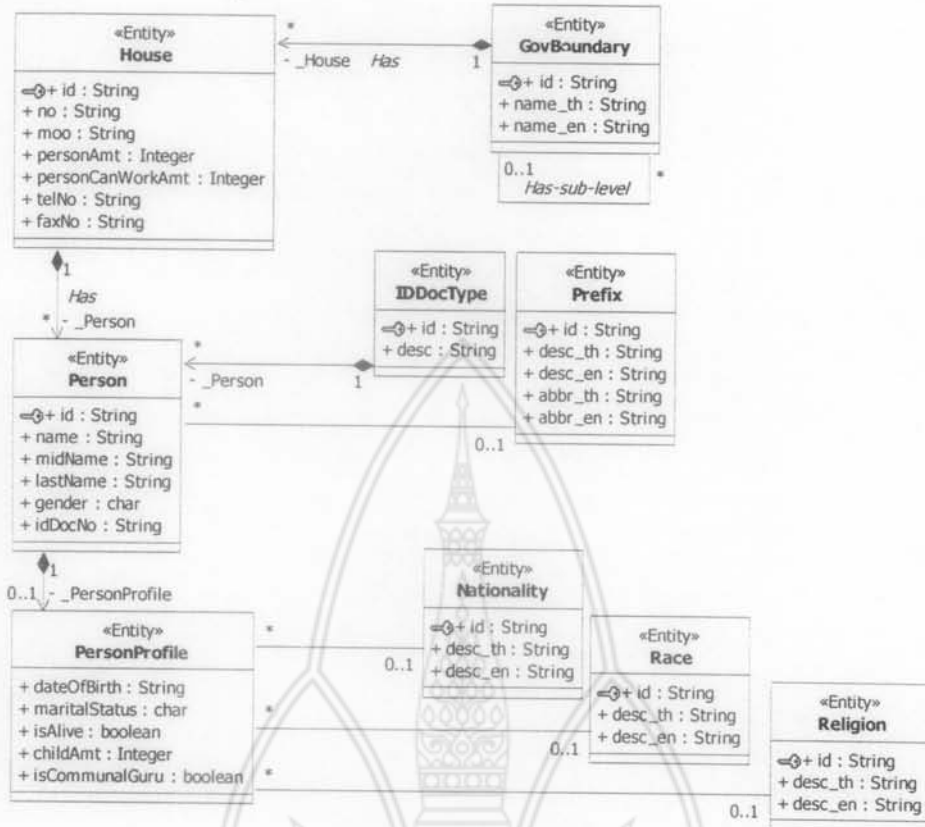 «Entity»
House
+ id : String
+ no : String
+ moo : String
+ personAmt : Integer
+ personCanWorkAmt : Integer
+ telNo : String
+ faxNo : String
*
- _House Has
1
«Entity»
GovBoundary
+ id : String
+ name_th : String
+ name_en : String
0..1
*
Has-sub-level
1
Has
* - _Person
«Entity»
IDDocType
+ id : String
+ desc : String
«Entity»
Prefix
+ id : String
+ desc_th : String
+ desc_en : String
+ abbr_th : String
+ abbr_en : String
*
- _Person
1
*
0..1
«Entity»
Person
+ id : String
+ name : String
+ midName : String
+ lastName : String
+ gender : char
+ idDocNo : String
1
0..1 - _PersonProfile
«Entity»
PersonProfile
+ dateOfBirth : String
+ maritalStatus : char
+ isAlive : boolean
+ childAmt : Integer
+ isCommunalGuru : boolean
*
0..1
«Entity»
Nationality
+ id : String
+ desc_th : String
+ desc_en : String
*
0..1
«Entity»
Race
+ id : String
+ desc_th : String
+ desc_en : String
*
0..1
«Entity»
Religion
+ id : String
+ desc_th : String
+ desc_en : String